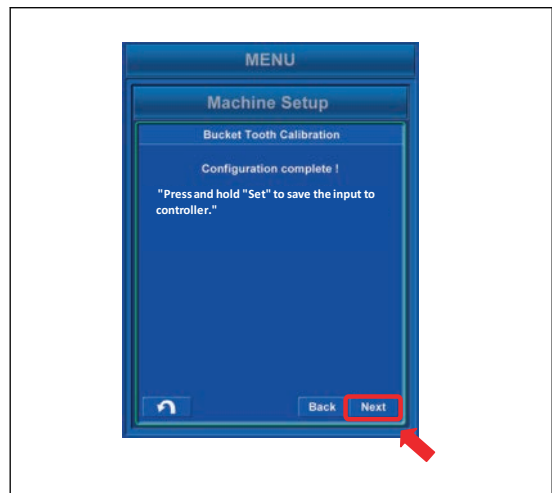 MENU
Machine Setup
Bucket Tooth Calibration
Configuration complete !
"Press and hold "Set" to save the input to
controller."
Back Next